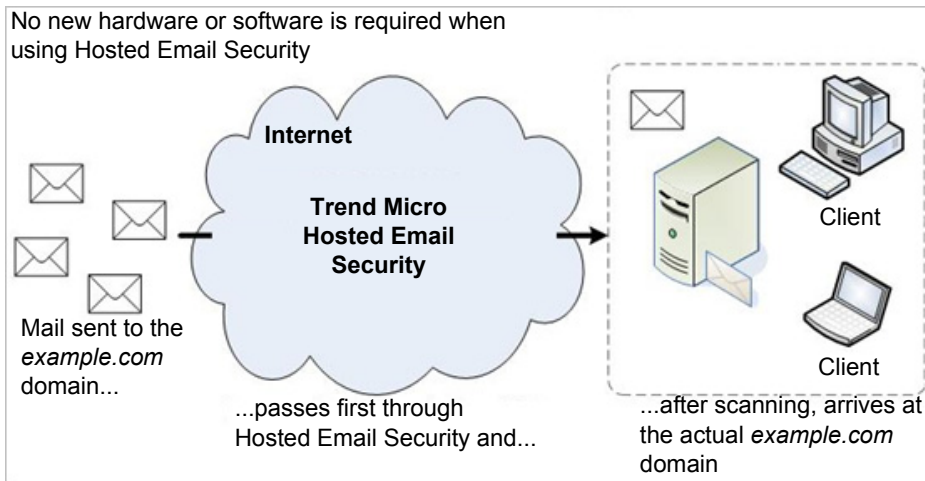 No new hardware or software is required when
using Hosted Email Security
Internet
Trend Micro
Hosted Email
Security
Client
Client
Mail sent to the
example.com
domain...
...passes first through
Hosted Email Security and...
...after scanning, arrives at
the actual example.com
domain